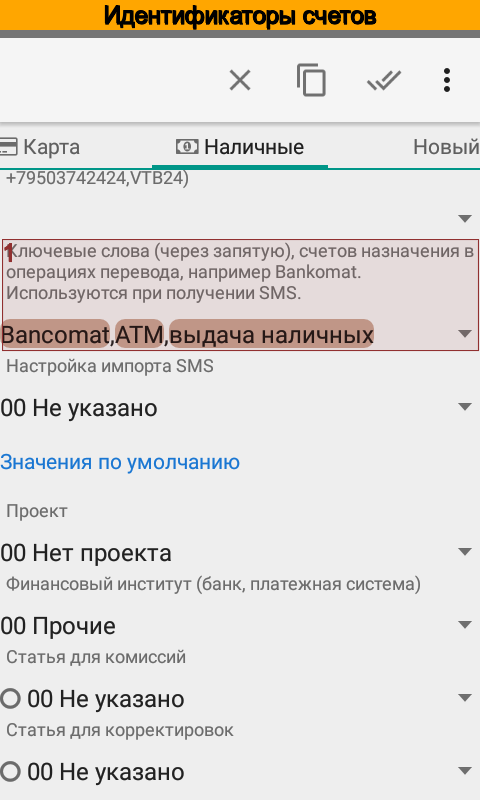 Идентификаторы счетов
Карта
Наличные
Новый
+79503742424,VTB24)
1
Ключевые слова (через запятую), счетов назначения в
операциях перевода, например Bankomat.
Используются при получении SMS.
Bancomat,ATM,выдача наличных
Настройка импорта SMS
00 Не указано
Значения по умолчанию
Проект
00 Нет проекта
Финансовый институт (банк, платежная система)
00 Прочие
Статья для комиссий
00 Не указано
Статья для корректировок
00 Не указано